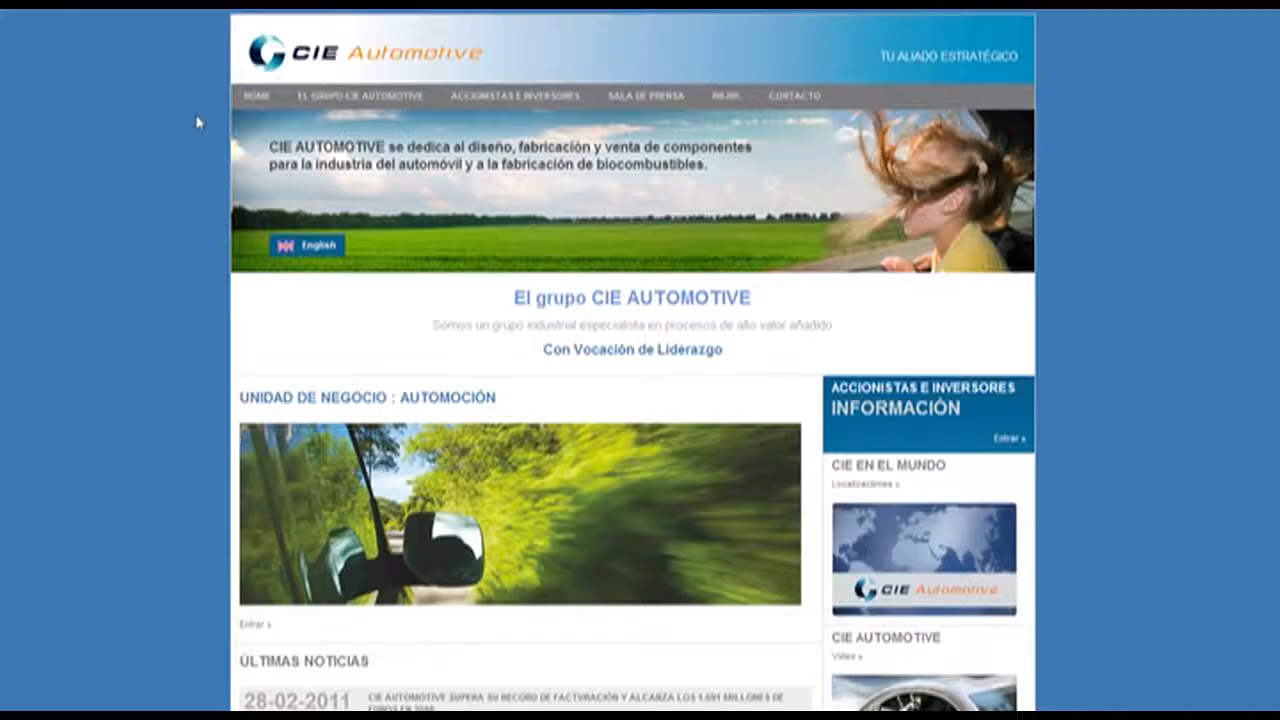 CIE Automotive
TU ALIADO ESTRATÉGICO
HOME EL GRUPO CIE AUTOMOTIVE ACCIONISTAS E INVERSORES SALA DE PRENSA RR.HH. CONTACTO
CIE AUTOMOTIVE se dedica al diseño, fabricación y venta de componentes
para la industria del automóvil y a la fabricación de biocombustibles.
English
El grupo CIE AUTOMOTIVE
Somos un grupo industrial especialista en procesos de alto valor añadido
Con Vocación de Liderazgo
UNIDAD DE NEGOCIO : AUTOMOCIÓN
Entrar »
ÚLTIMAS NOTICIAS
28-02-2011
CIE AUTOMOTIVE SUPERA SU RECORD DE FACTURACIÓN Y ALCANZA LOS 1.691 MILLONES DE
ACCIONISTAS E INVERSORES
INFORMACIÓN
Entrar »
CIE EN EL MUNDO
Localizaciones »
CIE Automotive
CIE AUTOMOTIVE